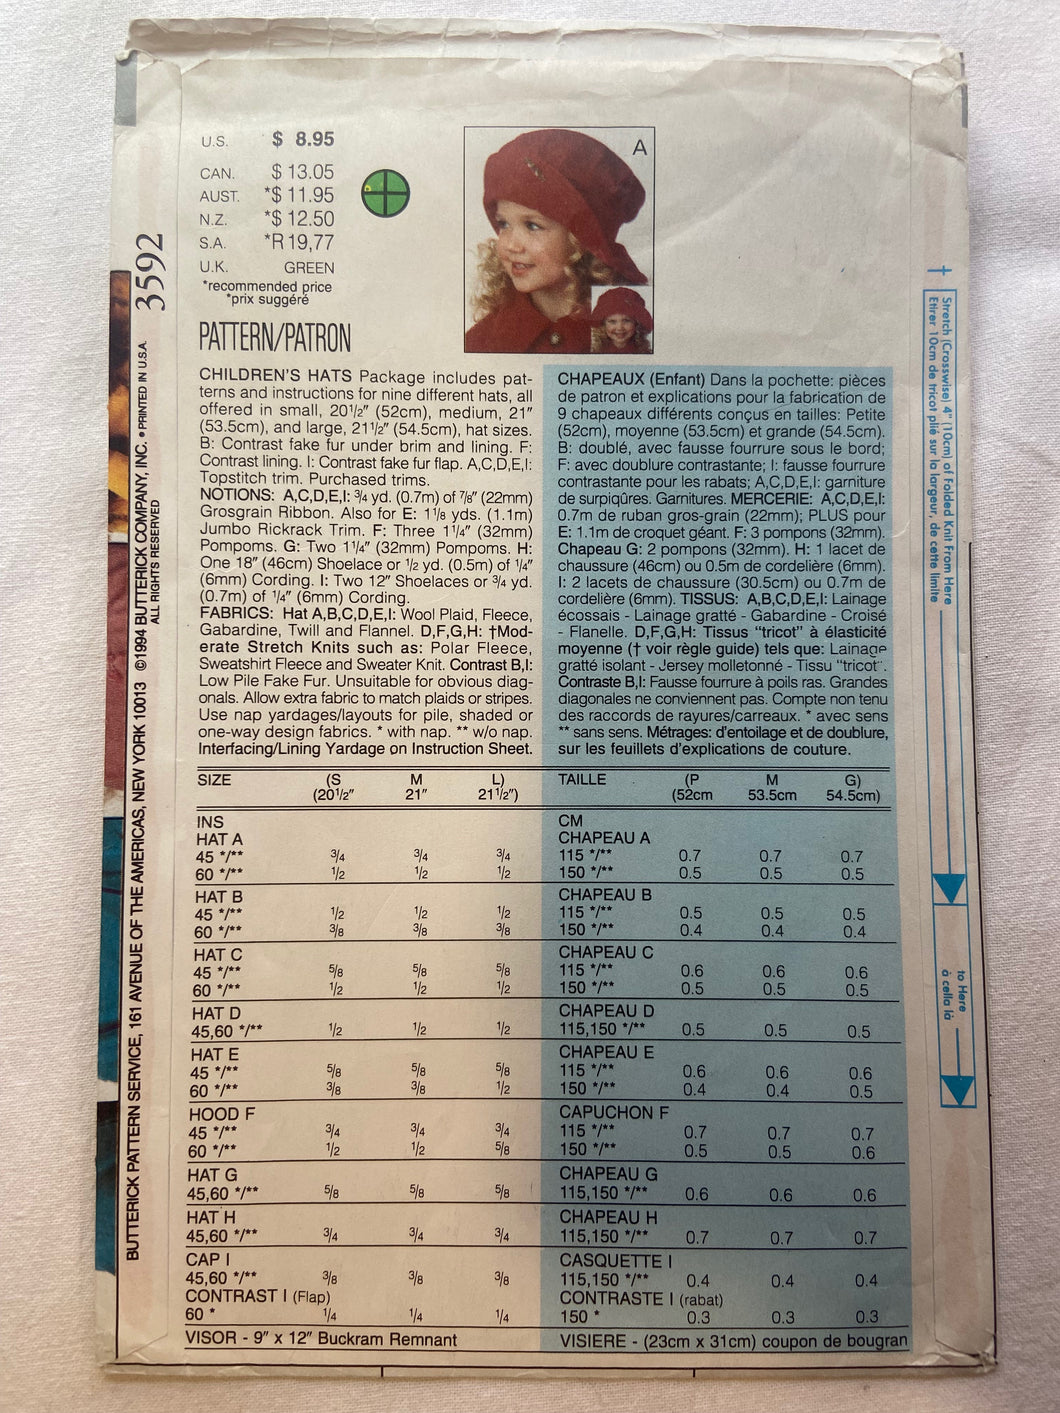 U.S. $ 8.95
CAN. $ 13.05
AUST. *$ 11.95
N.Z. *$ 12.50
S.A. *R 19,77
U.K. GREEN
*recommended price
*prix suggéré
A
PATTERN/PATRON
CHILDREN'S HATS Package includes pat-
terns and instructions for nine different hats, all
offered in small, 20 1/2" (52cm), medium, 21"
(53.5cm), and large, 21 1/2" (54.5cm), hat sizes.
B: Contrast fake fur under brim and lining. F:
Contrast lining. I: Contrast fake fur flap. A,C,D,E,I:
Topstitch trim. Purchased trims.
NOTIONS: A,C,D,E,I: 3/4 yd. (0.7m) of 7/8" (22mm)
Grosgrain Ribbon. Also for E: 1 1/8 yds. (1.1m)
Jumbo Rickrack Trim. F: Three 1 1/4" (32mm)
Pompoms. G: Two 1 1/4" (32mm) Pompoms. H:
One 18" (46cm) Shoelace or 1/2 yd. (0.5m) of 1/4"
(6mm) Cording. I: Two 12" Shoelaces or 3/4 yd.
(0.7m) of 1/4" (6mm) Cording.
FABRICS: Hat A,B,C,D,E,I: Wool Plaid, Fleece,
Gabardine, Twill and Flannel. D,F,G,H: †Mod-
erate Stretch Knits such as: Polar Fleece,
Sweatshirt Fleece and Sweater Knit. Contrast B,I:
Low Pile Fake Fur. Unsuitable for obvious diag-
onals. Allow extra fabric to match plaids or stripes.
Use nap yardages/layouts for pile, shaded or
one-way design fabrics. * with nap. ** w/o nap.
Interfacing/Lining Yardage on Instruction Sheet.
CHAPEAUX (Enfant) Dans la pochette: pièces
de patron et explications pour la fabrication de
9 chapeaux différents conçus en tailles: Petite
(52cm), moyenne (53.5cm) et grande (54.5cm).
B: doublé, avec fausse fourrure sous le bord;
F: avec doublure contrastante; I: fausse fourrure
contrastante pour les rabats; A,C,D,E,I: garniture
de surpiqûres. Garnitures. MERCERIE: A,C,D,E,I:
0.7m de ruban gros-grain (22mm); PLUS pour
E: 1.1m de croquet géant. F: 3 pompons (32mm).
Chapeau G: 2 pompons (32mm). H: 1 lacet de
chaussure (46cm) ou 0.5m de cordelière (6mm).
I: 2 lacets de chaussure (30.5cm) ou 0.7m de
cordelière (6mm). TISSUS: A,B,C,D,E,I: Lainage
écossais - Lainage gratté - Gabardine - Croisé
- Flanelle. D,F,G,H: Tissus "tricot" à élasticité
moyenne († voir règle guide) tels que: Lainage
gratté isolant - Jersey molletonné - Tissu "tricot".
Contraste B,I: Fausse fourrure à poils ras. Grandes
diagonales ne conviennent pas. Compte non tenu
des raccords de rayures/carreaux. * avec sens
** sans sens. Métrages: d'entoilage et de doublure,
sur les feuillets d'explications de couture.
SIZE (S M L)
(20 1/2" 21" 21 1/2")
INS
HAT A
45 */** 3/4 3/4 3/4
60 */** 1/2 1/2 1/2
HAT B
45 */** 1/2 1/2 1/2
60 */** 3/8 3/8 3/8
HAT C
45 */** 5/8 5/8 5/8
60 */** 1/2 1/2 1/2
HAT D
45,60 */** 1/2 1/2 1/2
HAT E
45 */** 5/8 5/8 5/8
60 */** 3/8 3/8 1/2
HOOD F
45 */** 3/4 3/4 3/4
60 */** 1/2 1/2 5/8
HAT G
45,60 */** 5/8 5/8 5/8
HAT H
45,60 */** 3/4 3/4 3/4
CAP I
45,60 */** 3/8 3/8 3/8
CONTRAST I (Flap)
60 * 1/4 1/4 1/4
VISOR - 9" x 12" Buckram Remnant
TAILLE (P M G)
(52cm 53.5cm 54.5cm)
CM
CHAPEAU A
115 */** 0.7 0.7 0.7
150 */** 0.5 0.5 0.5
CHAPEAU B
115 */** 0.5 0.5 0.5
150 */** 0.4 0.4 0.4
CHAPEAU C
115 */** 0.6 0.6 0.6
150 */** 0.5 0.5 0.5
CHAPEAU D
115,150 */** 0.5 0.5 0.5
CHAPEAU E
115 */** 0.6 0.6 0.6
150 */** 0.4 0.4 0.5
CAPUCHON F
115 */** 0.7 0.7 0.7
150 */** 0.5 0.5 0.6
CHAPEAU G
115,150 */** 0.6 0.6 0.6
CHAPEAU H
115,150 */** 0.7 0.7 0.7
CASQUETTE I
115,150 */** 0.4 0.4 0.4
CONTRASTE I (rabat)
150 * 0.3 0.3 0.3
VISIERE - (23cm x 31cm) coupon de bougran
3592
BUTTERICK PATTERN SERVICE, 161 AVENUE OF THE AMERICAS, NEW YORK 10013 ©1994 BUTTERICK COMPANY, INC. • PRINTED IN U.S.A.
ALL RIGHTS RESERVED
† Stretch (Crosswise) 4" (10cm) of Folded Knit From Here
Etirer 10cm de tricot plié sur la largeur, de cette limite
to Here
à cella là